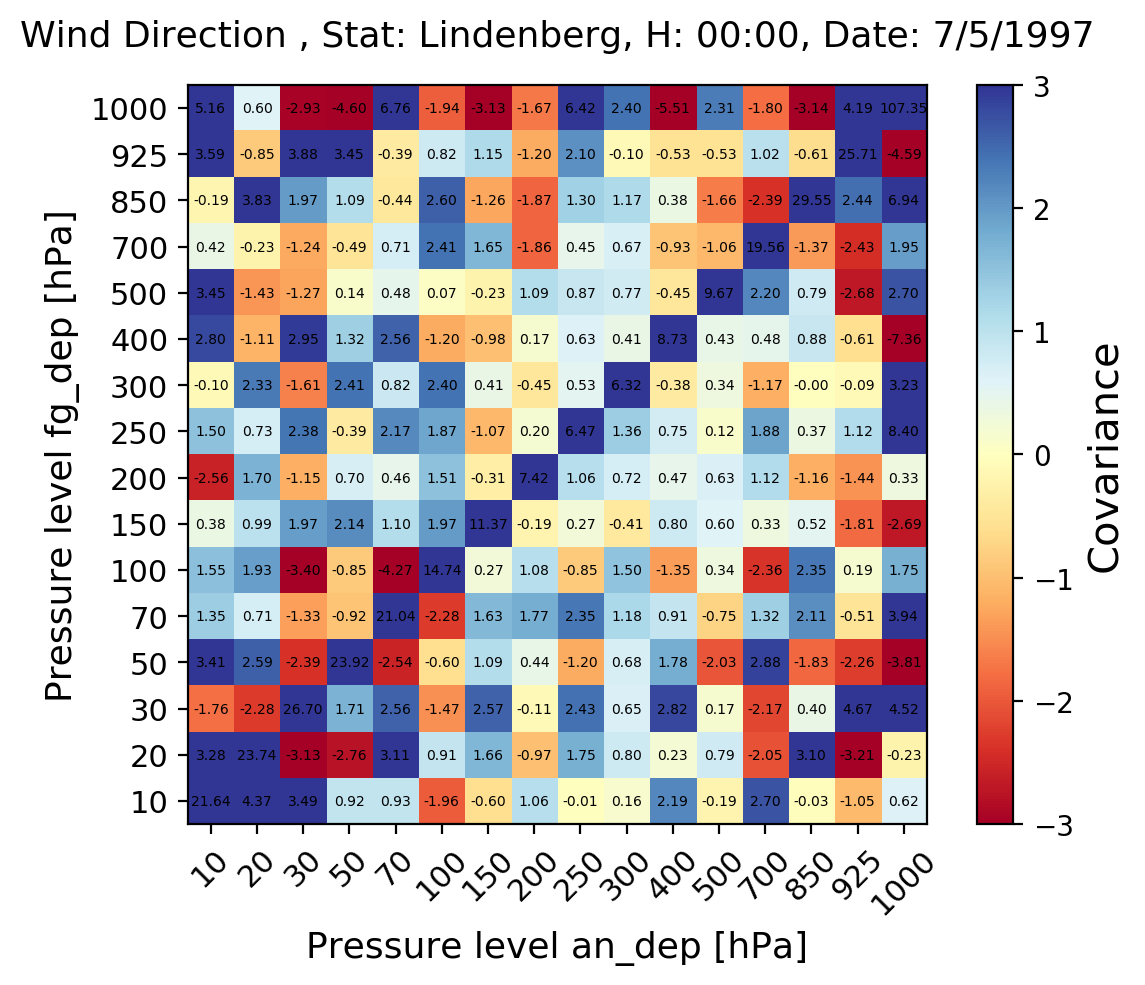 Wind Direction , Stat: Lindenberg, H: 00:00, Date: 7/5/1997
1000 5.16 0.60 -2.93 -4.60 6.76 -1.94 -3.13 -1.67 6.42 2.40 -5.51 2.31 -1.80 -3.14 4.19 107.35
925 3.59 -0.85 3.88 3.45 -0.39 0.82 1.15 -1.20 2.10 -0.10 -0.53 -0.53 1.02 -0.61 25.71 -4.59
850 -0.19 3.83 1.97 1.09 -0.44 2.60 -1.26 -1.87 1.30 1.17 0.38 -1.66 -2.39 29.55 2.44 6.94
700 0.42 -0.23 -1.24 -0.49 0.71 2.41 1.65 -1.86 0.45 0.67 -0.93 -1.06 19.56 -1.37 -2.43 1.95
500 3.45 -1.43 -1.27 0.14 0.48 0.07 -0.23 1.09 0.87 0.77 -0.45 9.67 2.20 0.79 -2.68 2.70
400 2.80 -1.11 2.95 1.32 2.56 -1.20 -0.98 0.17 0.63 0.41 8.73 0.43 0.48 0.88 -0.61 -7.36
300 -0.10 2.33 -1.61 2.41 0.82 2.40 0.41 -0.45 0.53 6.32 -0.38 0.34 -1.17 -0.00 -0.09 3.23
250 1.50 0.73 2.38 -0.39 2.17 1.87 -1.07 0.20 6.47 1.36 0.75 0.12 1.88 0.37 1.12 8.40
200 -2.56 1.70 -1.15 0.70 0.46 1.51 -0.31 7.42 1.06 0.72 0.47 0.63 1.12 -1.16 -1.44 0.33
150 0.38 0.99 1.97 2.14 1.10 1.97 11.37 -0.19 0.27 -0.41 0.80 0.60 0.33 0.52 -1.81 -2.69
100 1.55 1.93 -3.40 -0.85 -4.27 14.74 0.27 1.08 -0.85 1.50 -1.35 0.34 -2.36 2.35 0.19 1.75
70 1.35 0.71 -1.33 -0.92 21.04 -2.28 1.63 1.77 2.35 1.18 0.91 -0.75 1.32 2.11 -0.51 3.94
50 3.41 2.59 -2.39 23.92 -2.54 -0.60 1.09 0.44 -1.20 0.68 1.78 -2.03 2.88 -1.83 -2.26 -3.81
30 -1.76 -2.28 26.70 1.71 2.56 -1.47 2.57 -0.11 2.43 0.65 2.82 0.17 -2.17 0.40 4.67 4.52
20 3.28 23.74 -3.13 -2.76 3.11 0.91 1.66 -0.97 1.75 0.80 0.23 0.79 -2.05 3.10 -3.21 -0.23
10 21.64 4.37 3.49 0.92 0.93 -1.96 -0.60 1.06 -0.01 0.16 2.19 -0.19 2.70 -0.03 -1.05 0.62
10 20 30 50 70 100 150 200 250 300 400 500 700 850 925 1000
Pressure level an_dep [hPa]
Pressure level fg_dep [hPa]
3
2
1
0
−1
−2
−3
Covariance